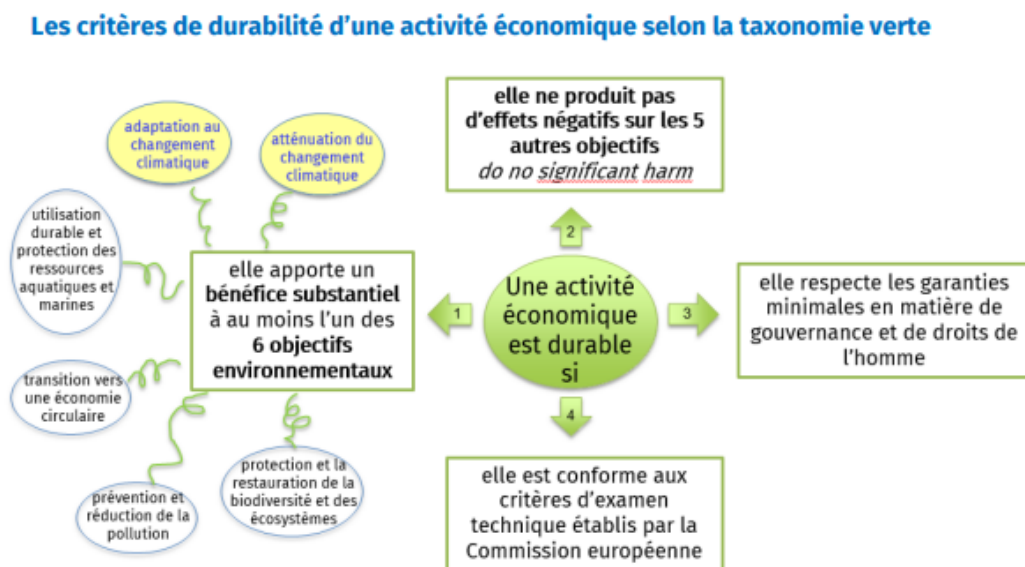 Les critères de durabilité d'une activité économique selon la taxonomie verte
elle ne produit pas
d'effets négatifs sur les 5
autres objectifs
do no significant harm
adaptation au
changement
climatique
atténuation du
changement
climatique
utilisation
durable et
protection des
ressources
aquatiques et
marines
2
elle apporte un
bénéfice substantiel
à au moins l'un des
6 objectifs
environnementaux
1
Une activité
économique
est durable
si
3
elle respecte les garanties
minimales en matière de
gouvernance et de droits de
l'homme
transition vers
une économie
circulaire
4
prévention et
réduction de la
pollution
protection et la
restauration de la
biodiversité et des
écosystèmes
elle est conforme aux
critères d'examen
technique établis par la
Commission européenne